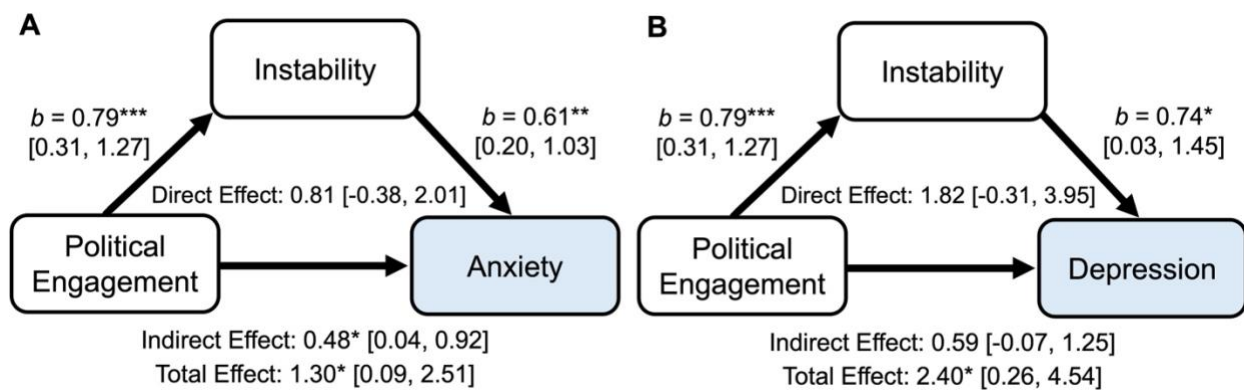 A
Instability
b = 0.79***
[0.31, 1.27]
b = 0.61**
[0.20, 1.03]
Direct Effect: 0.81 [-0.38, 2.01]
Political
Engagement
Anxiety
Indirect Effect: 0.48* [0.04, 0.92]
Total Effect: 1.30* [0.09, 2.51]
B
Instability
b = 0.79***
[0.31, 1.27]
b = 0.74*
[0.03, 1.45]
Direct Effect: 1.82 [-0.31, 3.95]
Political
Engagement
Depression
Indirect Effect: 0.59 [-0.07, 1.25]
Total Effect: 2.40* [0.26, 4.54]